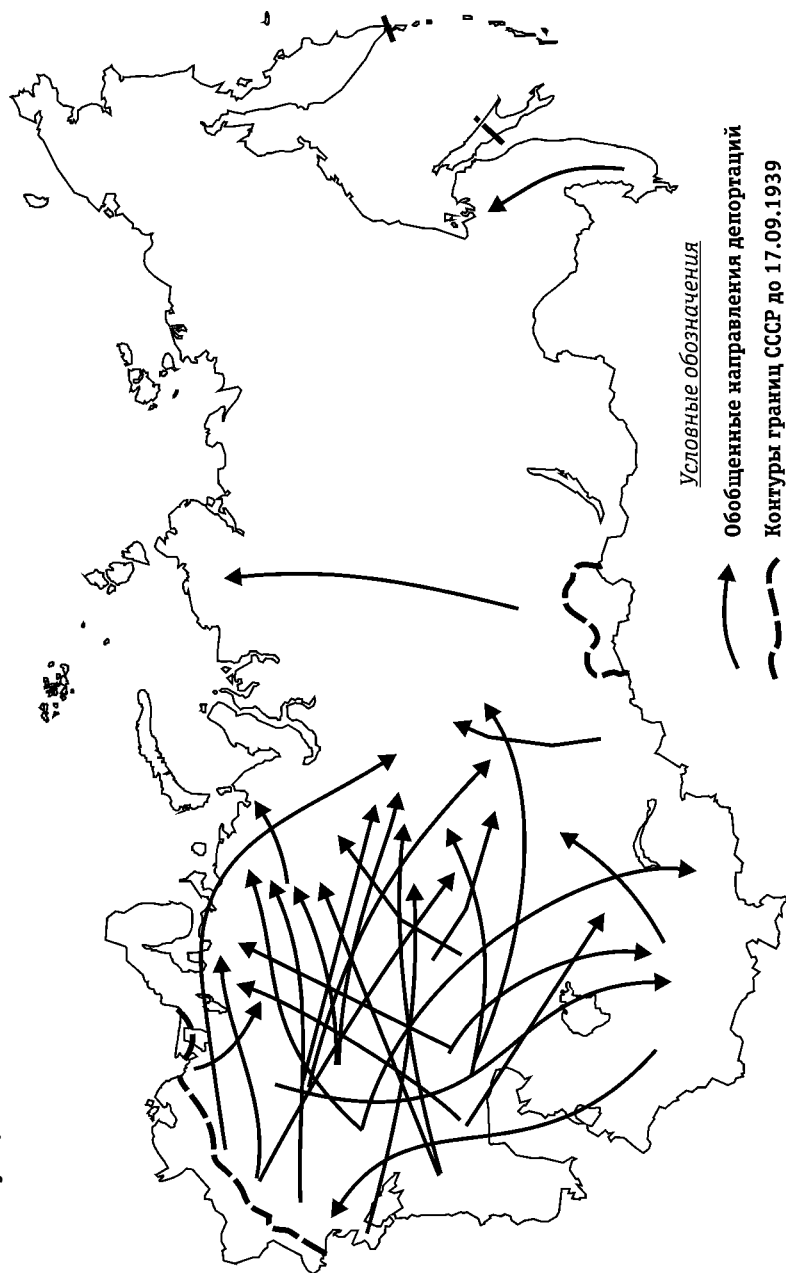 Условные обозначения
Обобщенные направления депортаций
Контуры границ СССР до 17.09.1939